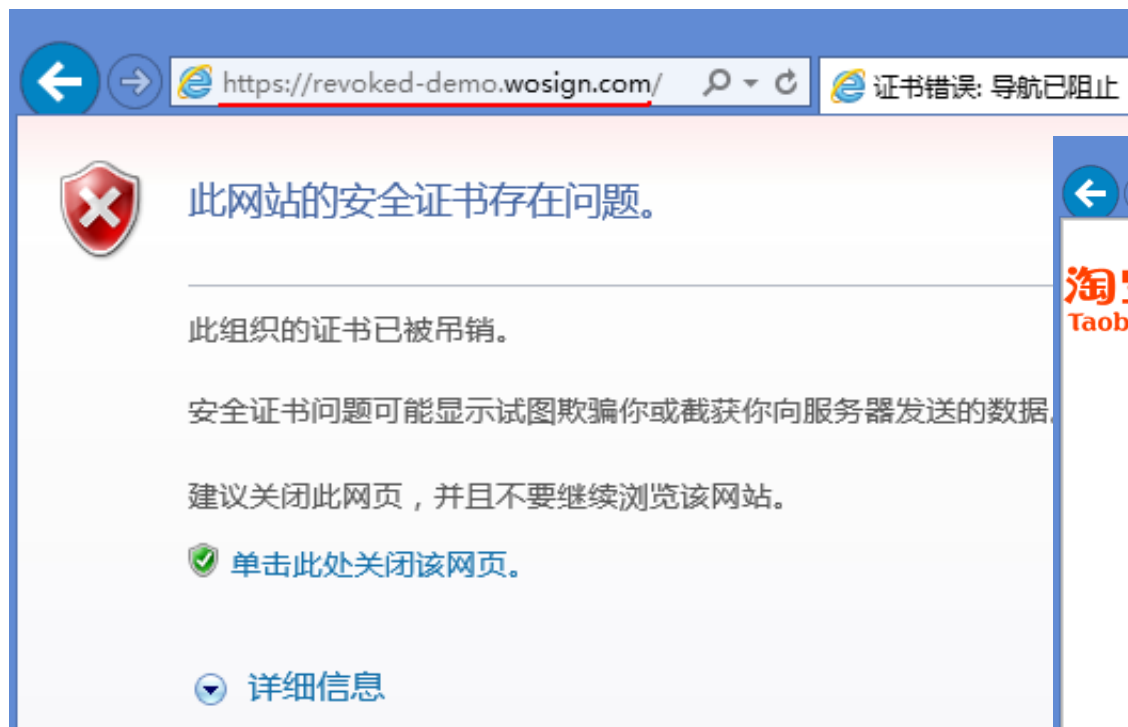 https://revoked-demo.wosign.com/
证书错误: 导航已阻止
此网站的安全证书存在问题。
此组织的证书已被吊销。
安全证书问题可能显示试图欺骗你或截获你向服务器发送的数据。
建议关闭此网页，并且不要继续浏览该网站。
单击此处关闭该网页。
详细信息
淘
Taob